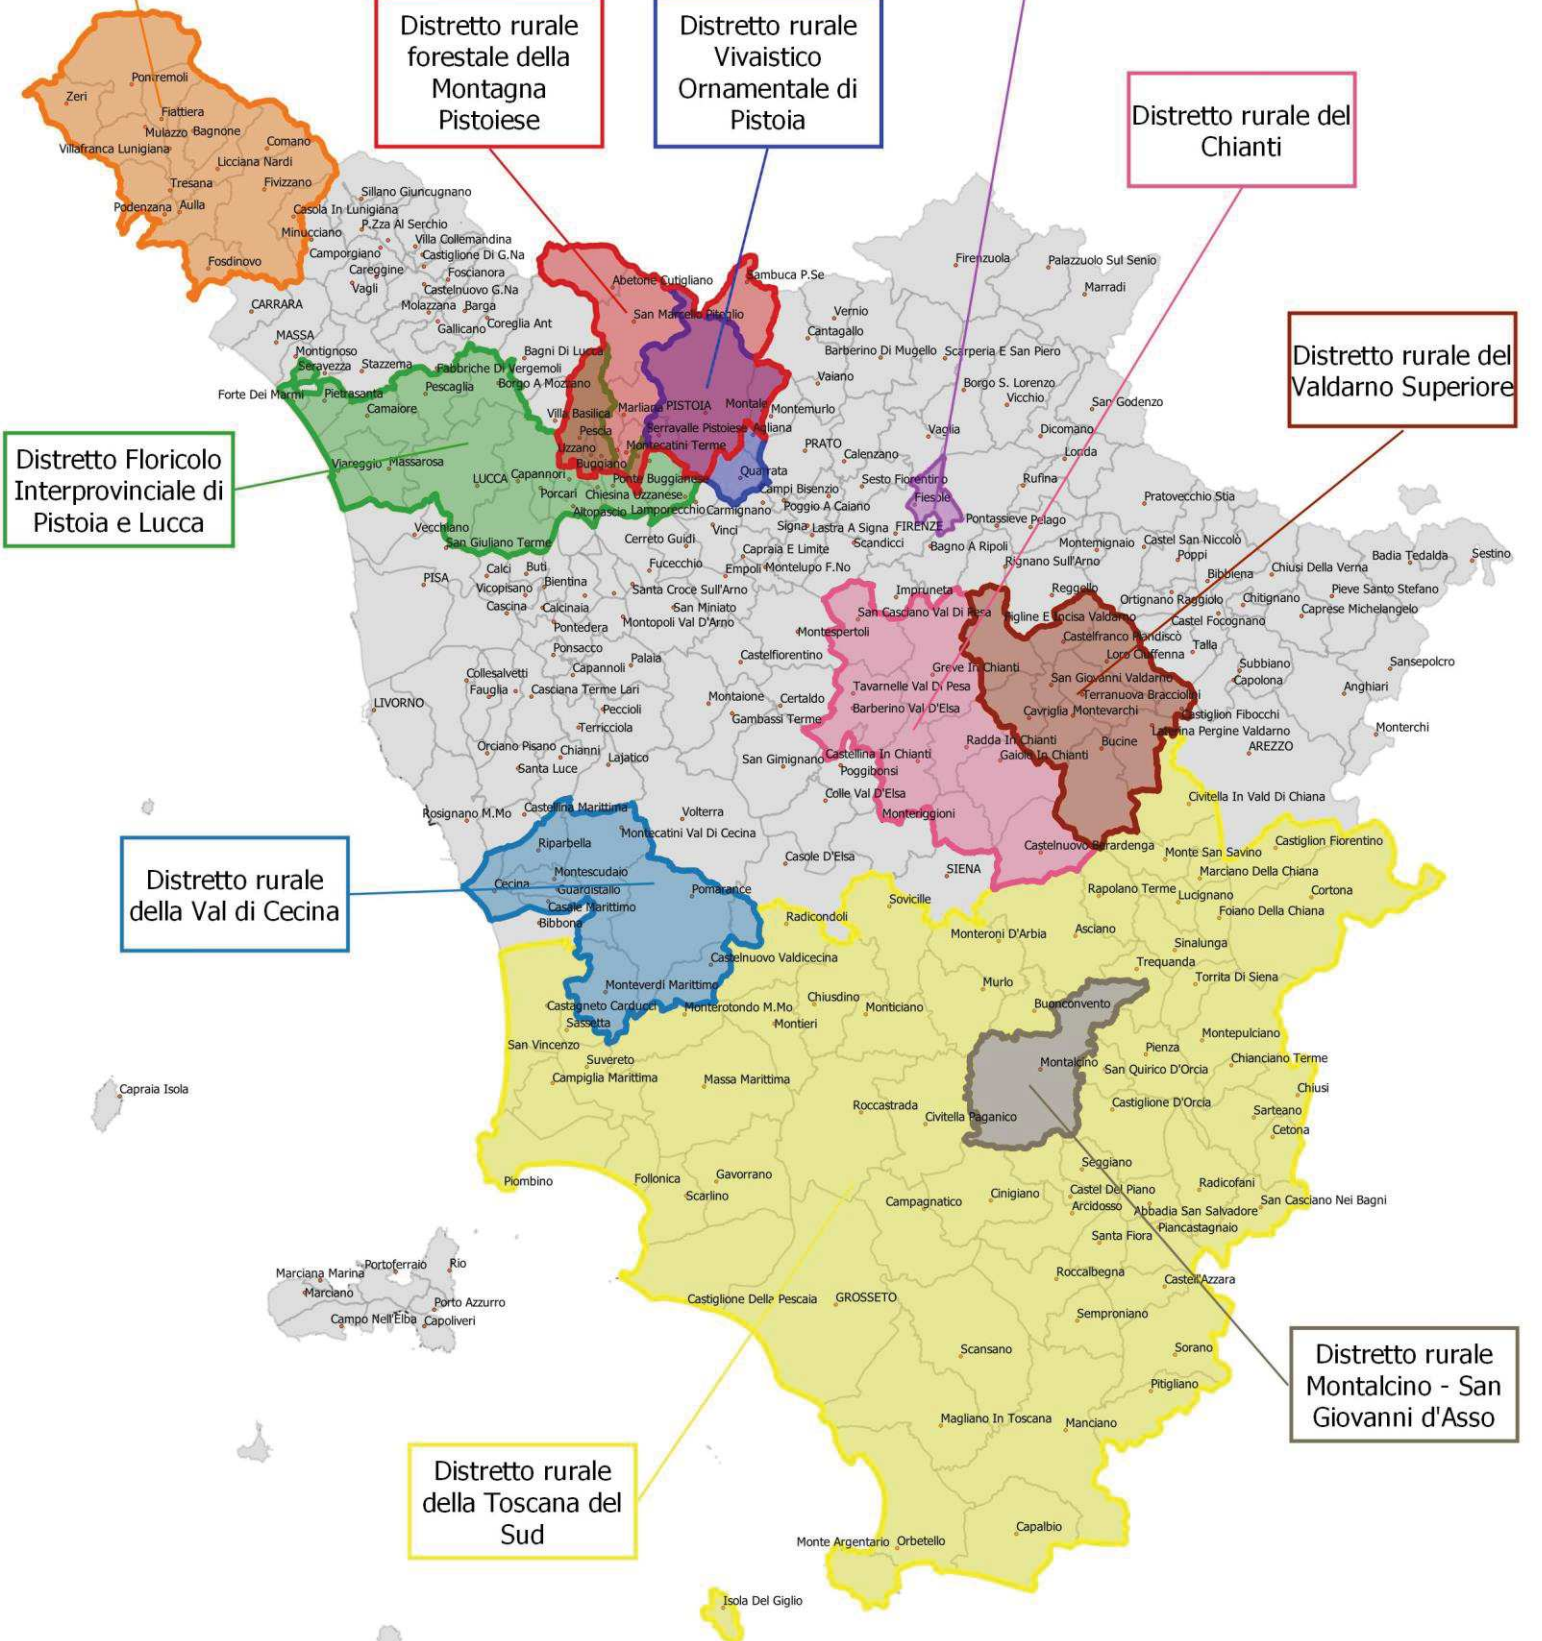 Distretto rurale
forestale della
Montagna
Pistoiese
Distretto rurale
Vivaistico
Ornamentale di
Pistoia
Distretto rurale del
Chianti
Distretto rurale del
Valdarno Superiore
Distretto Floricolo
Interprovinciale di
Pistoia e Lucca
Distretto rurale
della Val di Cecina
Distretto rurale
Montalcino - San
Giovanni d'Asso
Distretto rurale
della Toscana del
Sud
Pontremoli
Zeri
Fiattiera
Mulazzo
Bagnone
Villafranca Lunigiana
Comano
Licciana Nardi
Tresana
Fivizzano
Podenzana
Aulla
Casola In Lunigiana
Fosdinovo
Sillano Giuncugnano
P.Zza Al Serchio
Minucciano
Villa Collemandina
Camporgiano
Castiglione Di G.Na
Careggine
Foscianora
Vagli
Castelnuovo G.Na
CARRARA
Molazzana
Barga
Gallicano
Coreglia Ant
MASSA
Montignoso
Seravezza
Stazzema
Bagni Di Lucca
Fabbriche Di Vergemoli
Borgo A Mozzano
Forte Dei Marmi
Pietrasanta
Pescaglia
Camaiore
Villa Basilica
Viareggio
Massarosa
LUCCA
Capannori
Porcari
Altopascio
Abetone Cutigliano
Sambuca P.Se
San Marcello Piteglio
Marliana
PISTOIA
Montale
Montemurlo
Pescia
Serravalle Pistoiese
Agliana
Uzzano
Montecatini Terme
Buggiano
Ponte Buggianese
Quarrata
Chiesina Uzzanese
Lamporecchio
Carmignano
Firenzuola
Palazzuolo Sul Senio
Marradi
Vernio
Cantagallo
Barberino Di Mugello
Scarperia E San Piero
Vaiano
Borgo S. Lorenzo
Vicchio
San Godenzo
PRATO
Vaglia
Dicomano
Calenzano
Londa
Sesto Fiorentino
Rufina
Campi Bisenzio
Fiesole
Poggio A Caiano
Pratovecchio Stia
Signa
Lastra A Signa
FIRENZE
Pontassieve
Pelago
Scandicci
Bagno A Ripoli
Montemignaio
Castel San Niccolò
Poppi
Rignano Sull'Arno
Bibbiena
Chiusi Della Verna
Badia Tedalda
Sestino
Reggello
Ortignano Raggiolo
Chitignano
Pieve Santo Stefano
Caprese Michelangelo
Castel Focognano
Vecchiano
San Giuliano Terme
Cerreto Guidi
Vinci
Capraia E Limite
Fucecchio
Empoli
Montelupo F.No
PISA
Calci
Buti
Bientina
Vicopisano
Santa Croce Sull'Arno
Cascina
Calcinaia
San Miniato
Pontedera
Montopoli Val D'Arno
Impruneta
San Casciano Val Di Pesa
Montespertoli
Figline E Incisa Valdarno
Castelfranco Piandiscò
Loro Ciuffenna
Talla
Subbiano
Capolona
Sansepolcro
Anghiari
Monterchi
Ponsacco
Palaia
Castelfiorentino
Capannoli
Collesalvetti
Fauglia
Casciana Terme Lari
LIVORNO
Peccioli
Terricciola
Montaione
Certaldo
Gambassi Terme
Greve In Chianti
Tavarnelle Val Di Pesa
Barberino Val D'Elsa
San Giovanni Valdarno
Terranuova Bracciolini
Cavriglia
Montevarchi
Castiglion Fibocchi
Laterina Pergine Valdarno
AREZZO
Bucine
Radda In Chianti
Gaiole In Chianti
Castellina In Chianti
Poggibonsi
Orciano Pisano
Chianni
Lajatico
Santa Luce
San Gimignano
Colle Val D'Elsa
Monteriggioni
Civitella In Vald Di Chiana
Rosignano M.Mo
Castellina Marittima
Volterra
Montecatini Val Di Cecina
Riparbella
Casole D'Elsa
Castelnuovo Berardenga
SIENA
Monte San Savino
Castiglion Fiorentino
Marciano Della Chiana
Cortona
Rapolano Terme
Lucignano
Foiano Della Chiana
Cecina
Montescudaio
Guardistallo
Casale Marittimo
Bibbona
Pomarance
Radicondoli
Sovicille
Monteroni D'Arbia
Asciano
Sinalunga
Trequanda
Torrita Di Siena
Castelnuovo Valdicecina
Monteverdi Marittimo
Castagneto Carducci
Sassetta
Monterotondo M.Mo
Chiusdino
Monticiano
Montieri
Murlo
Buonconvento
Montepulciano
Pienza
Chianciano Terme
Montalcino
San Quirico D'Orcia
Chiusi
San Vincenzo
Suvereto
Campiglia Marittima
Massa Marittima
Roccastrada
Civitella Paganico
Castiglione D'Orcia
Sarteano
Cetona
Capraia Isola
Piombino
Follonica
Gavorrano
Scarlino
Campagnatico
Cinigiano
Seggiano
Castel Del Piano
Arcidosso
Radicofani
San Casciano Nei Bagni
Abbadia San Salvadore
Piancastagnaio
Santa Fiora
Roccalbegna
Castell'Azzara
Marciana Marina
Portoferraio
Rio
Marciano
Porto Azzurro
Campo Nell'Elba
Capoliveri
Castiglione Della Pescaia
GROSSETO
Semproniano
Scansano
Sorano
Pitigliano
Magliano In Toscana
Manciano
Capalbio
Monte Argentario
Orbetello
Isola Del Giglio